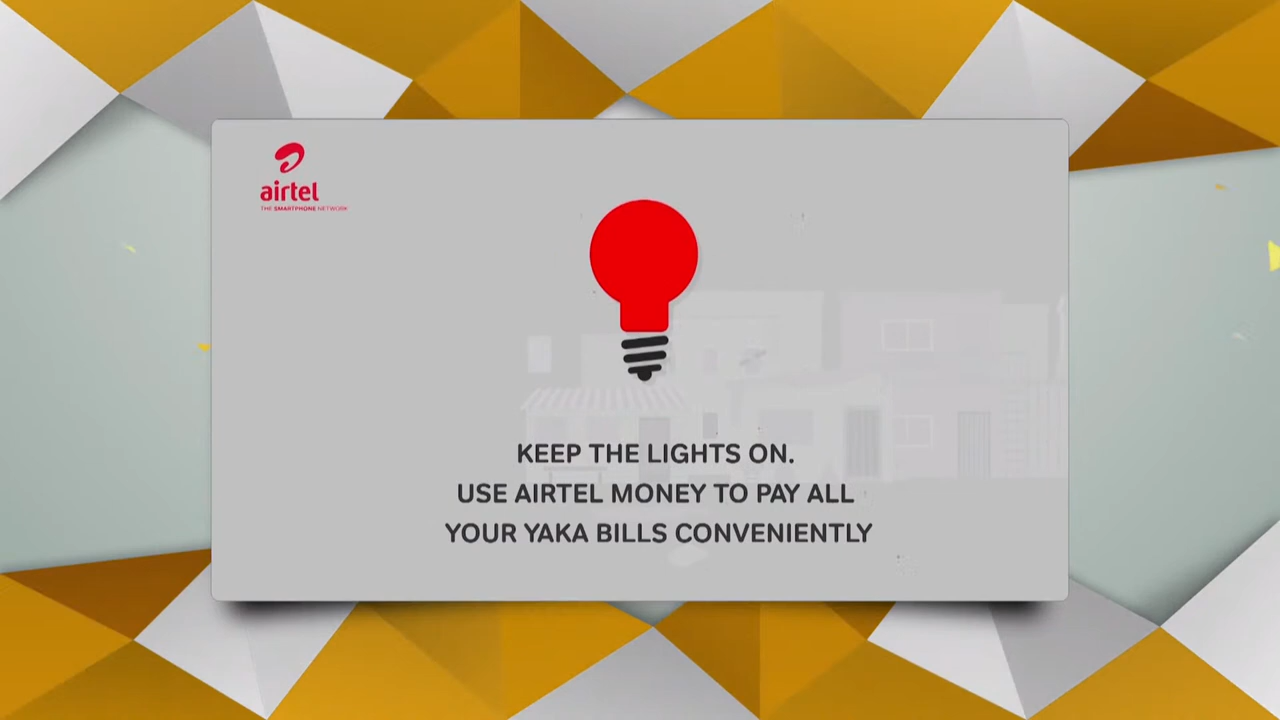 airtel
THE SMARTPHONE NETWORK
KEEP THE LIGHTS ON.
USE AIRTEL MONEY TO PAY ALL
YOUR YAKA BILLS CONVENIENTLY